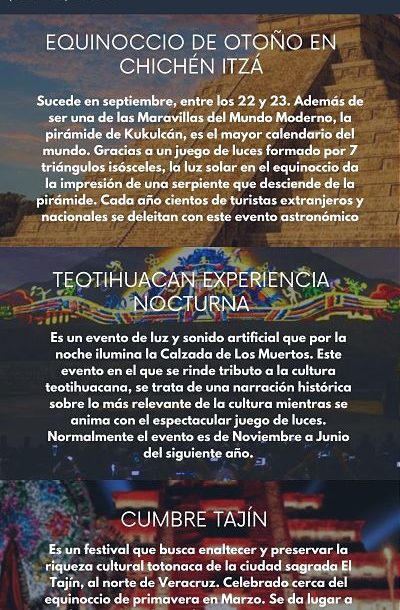 EQUINOCCIO DE OTOÑO EN
CHICHÉN ITZÁ
Sucede en septiembre, entre los 22 y 23. Además de
ser una de las Maravillas del Mundo Moderno, la
pirámide de Kukulcán, es el mayor calendario del
mundo. Gracias a un juego de luces formado por 7
triángulos isósceles, la luz solar en el equinoccio da
la impresión de una serpiente que desciende de la
pirámide. Cada año cientos de turistas extranjeros y
nacionales se deleitan con este evento astronómico
TEOTIHUACAN EXPERIENCIA
NOCTURNA
Es un evento de luz y sonido artificial que por la
noche ilumina la Calzada de Los Muertos. Este
evento en el que se rinde tributo a la cultura
teotihuacana, se trata de una narración histórica
sobre lo más relevante de la cultura mientras se
anima con el espectacular juego de luces.
Normalmente el evento es de Noviembre a Junio
del siguiente año.
CUMBRE TAJÍN
Es un festival que busca enaltecer y preservar la
riqueza cultural totonaca de la ciudad sagrada El
Tajín, al norte de Veracruz. Celebrado cerca del
equinoccio de primavera en Marzo. Se da lugar a